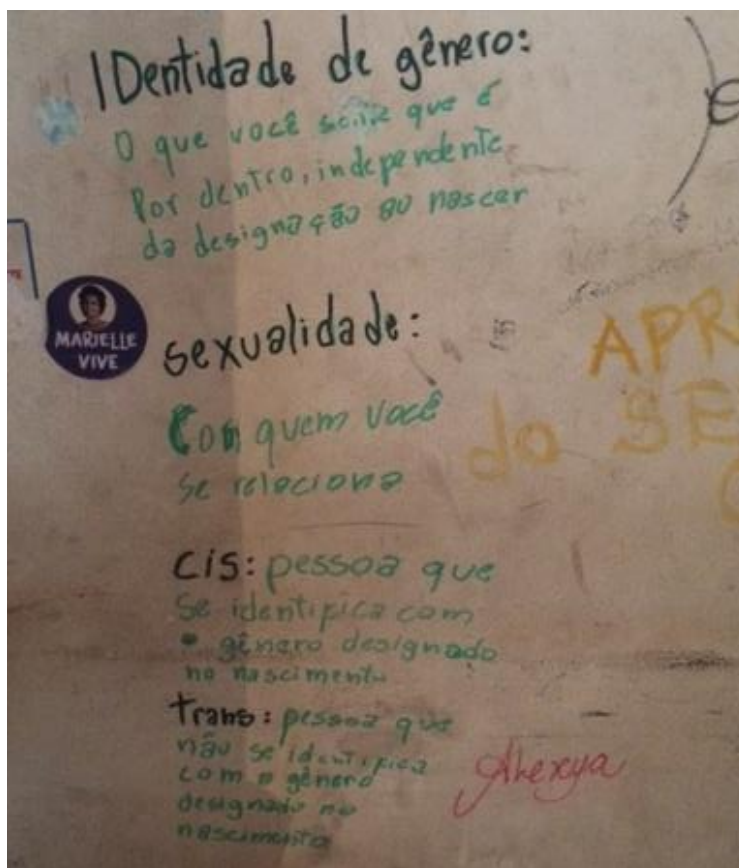 IDentidade de gênero:
O que você sente que é
Por dentro, independente
da designação ao nascer
MARIELLE
VIVE
sexualidade:
Com quem você
se relaciona
APR
do SE
cis: pessoa que
se identifica com
o gênero designado
no nascimento
trans: pessoa que
não se identifica
com o gênero
designado no
nascimento